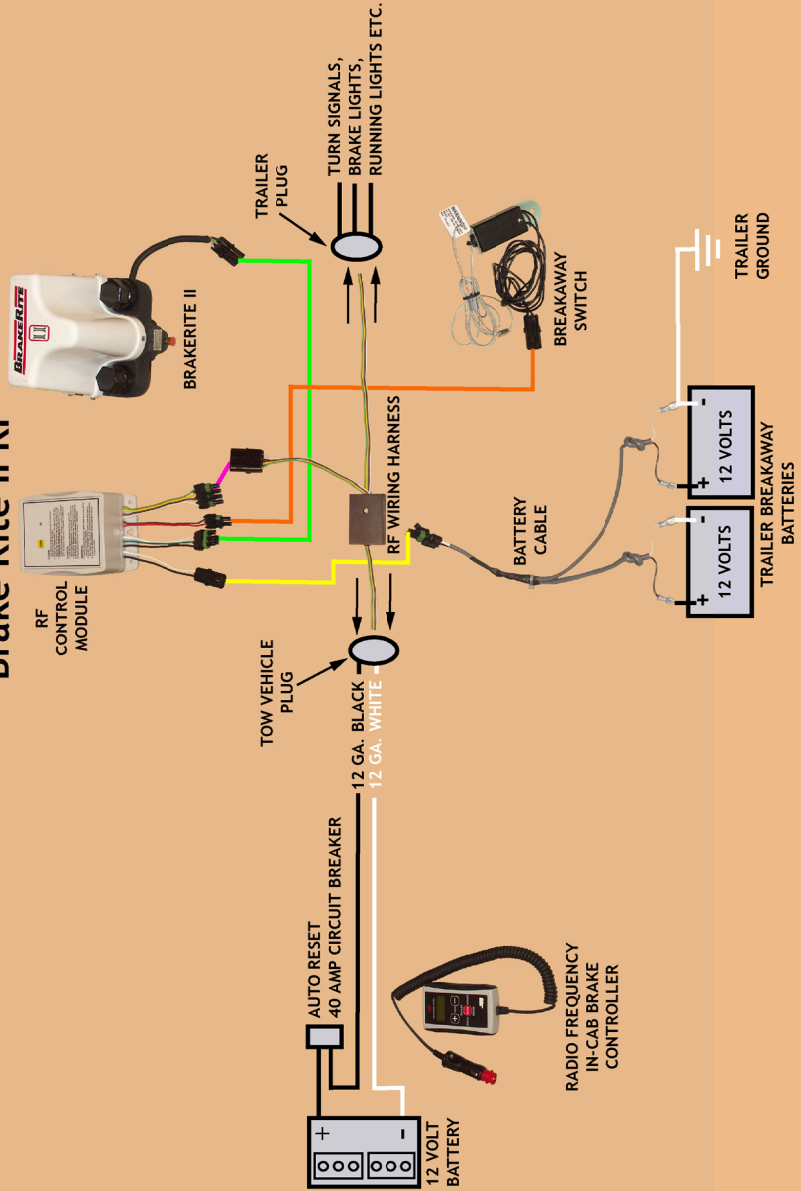 Brake Rite II RF
RF
CONTROL
MODULE
BRAKERITE
II
BRAKERITE II
TOW VEHICLE
PLUG
TRAILER
PLUG
TURN SIGNALS,
BRAKE LIGHTS,
RUNNING LIGHTS ETC.
AUTO RESET
40 AMP CIRCUIT BREAKER
12 GA. BLACK
12 GA. WHITE
RF WIRING HARNESS
+
-
12 VOLT
BATTERY
WARNING
BREAKAWAY
SWITCH
BATTERY
CABLE
RADIO FREQUENCY
IN-CAB BRAKE
CONTROLLER
+
-
12 VOLTS
+
-
12 VOLTS
TRAILER BREAKAWAY
BATTERIES
TRAILER
GROUND